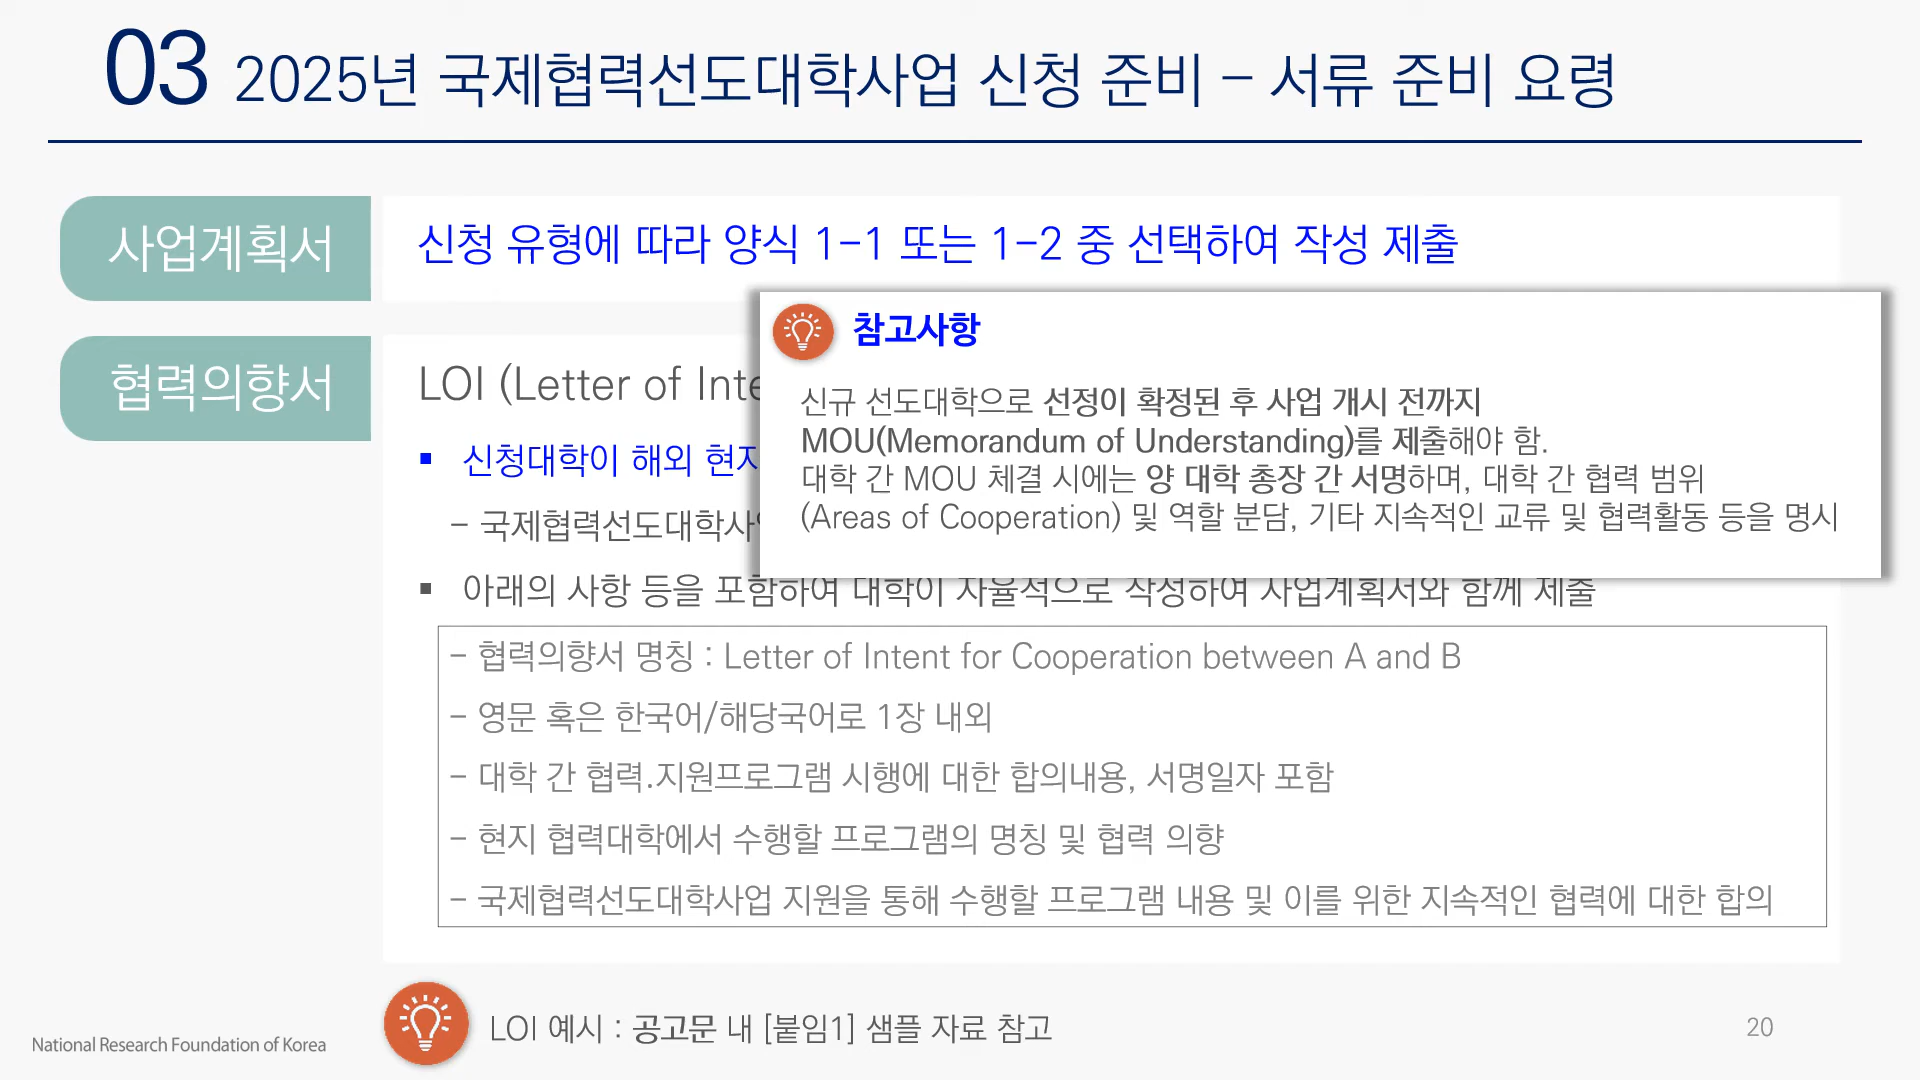 03 2025년 국제협력선도대학사업 신청 준비 – 서류 준비 요령
사업계획서
신청 유형에 따라 양식 1-1 또는 1-2 중 선택하여 작성 제출
참고사항
신규 선도대학으로 선정이 확정된 후 사업 개시 전까지
MOU(Memorandum of Understanding)를 제출해야 함.
대학 간 MOU 체결 시에는 양 대학 총장 간 서명하며, 대학 간 협력 범위
(Areas of Cooperation) 및 역할 분담, 기타 지속적인 교류 및 협력활동 등을 명시
협력의향서
LOI (Letter of
▪ 신청대학이 해외
– 
▪ 아래의 사항 등을 포함하여 대학이 자율적으로 작성하여 사업계획서와 함께 제출
– 협력의향서 명칭 : Letter of Intent for Cooperation between A and B
– 영문 혹은 한국어/해당국어로 1장 내외
– 대학 간 협력.지원프로그램 시행에 대한 합의내용, 서명일자 포함
– 현지 협력대학에서 수행할 프로그램의 명칭 및 협력 의향
– 국제협력선도대학사업 지원을 통해 수행할 프로그램 내용 및 이를 위한 지속적인 협력에 대한 합의
LOI 예시 : 공고문 내 [붙임1] 샘플 자료 참고
National Research Foundation of Korea
20